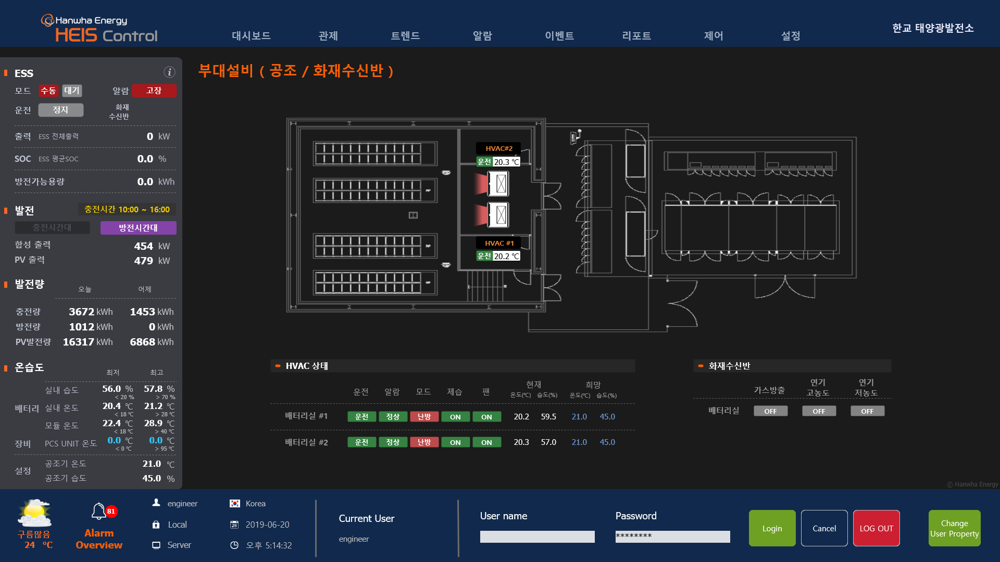 Hanwha Energy
HEIS Control
대시보드 관제 트렌드 알람 이벤트 리포트 제어 설정
한교 태양광발전소
ESS i
모드 수동 대기 알람 고장
운전 정지 화재
수신반
출력 ESS 전체출력 0 kW
SOC ESS 평균SOC 0.0 %
방전가능용량 0.0 kWh
발전 충전시간 10:00 ~ 16:00
충전시간대 방전시간대
합성 출력 454 kW
PV 출력 479 kW
발전량 오늘 어제
충전량 3672 kWh 1453 kWh
방전량 1012 kWh 0 kWh
PV발전량 16317 kWh 6868 kWh
온습도 최저 최고
실내 습도 56.0 % 57.8 %
< 20 % > 70 %
배터리 실내 온도 20.4 ℃ 21.2 ℃
< 18 ℃ > 28 ℃
모듈 온도 22.4 ℃ 28.9 ℃
< 18 ℃ > 40 ℃
장비 PCS UNIT 온도 0.0 ℃ 0.0 ℃
< 0 ℃ > 95 ℃
설정 공조기 온도 21.0 ℃
공조기 습도 45.0 %
부대설비 ( 공조 / 화재수신반 )
HVAC#2
운전 20.3 ℃
HVAC #1
운전 20.2 ℃
HVAC 상태
운전 알람 모드 제습 팬 현재 희망
온도(℃) 습도(%) 온도(℃) 습도(%)
배터리실 #1 운전 정상 난방 ON ON 20.2 59.5 21.0 45.0
배터리실 #2 운전 정상 난방 ON ON 20.3 57.0 21.0 45.0
화재수신반
가스방출 연기 연기
고농도 저농도
배터리실 OFF OFF OFF
© Hanwha Energy
구름많음
24 ℃
81
Alarm
Overview
engineer
Local
Server
Korea
28 2019-06-20
오후 5:14:32
Current User
engineer
User name
Password
********
Login
Cancel
LOG OUT
Change
User Property